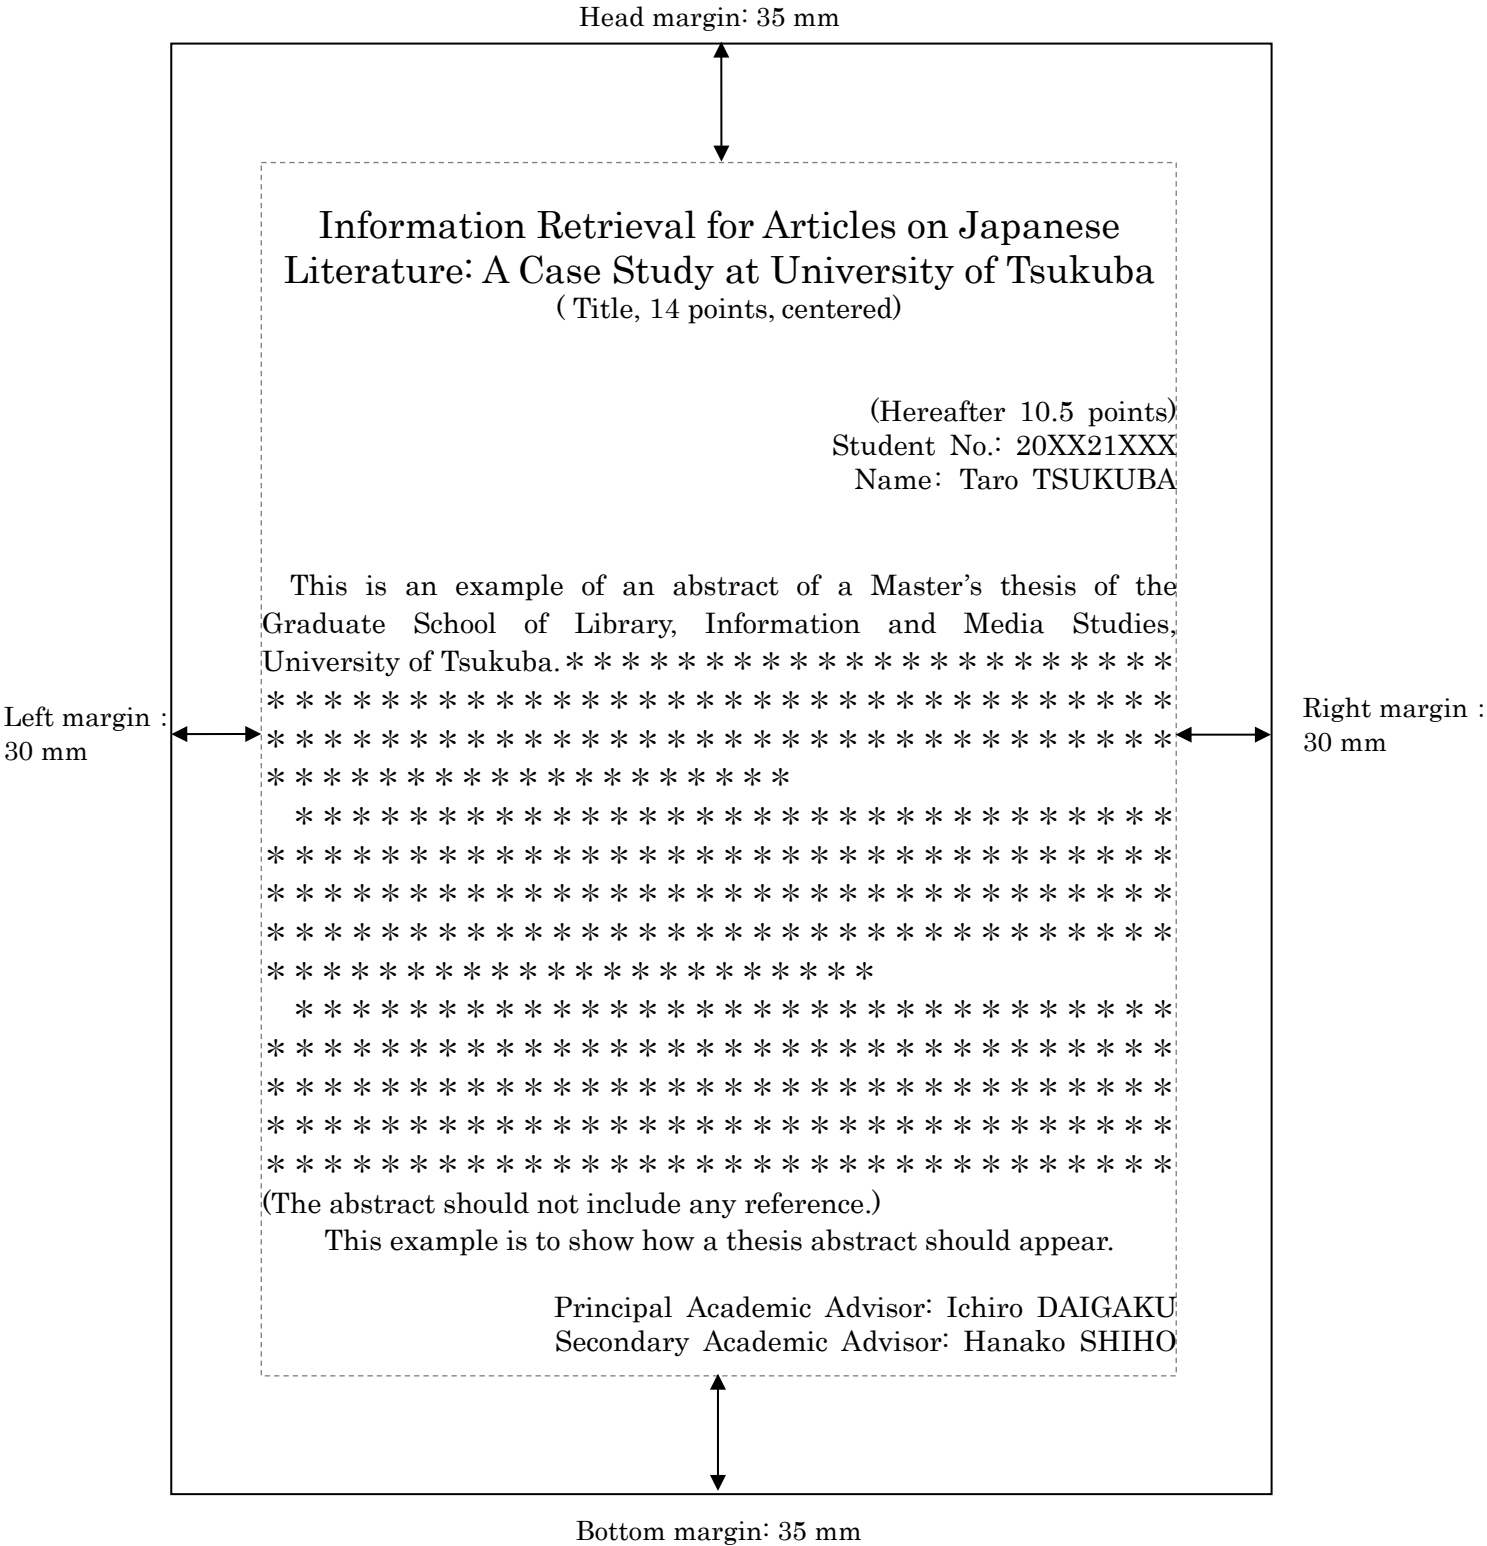 Head margin: 35 mm
Information Retrieval for Articles on Japanese
Literature: A Case Study at University of Tsukuba
( Title, 14 points, centered)
(Hereafter 10.5 points)
Student No.: 20XX21XXX
Name: Taro TSUKUBA
This is an example of an abstract of a Master’s thesis of the
Graduate School of Library, Information and Media Studies,
University of Tsukuba.**********************
********************************
********************************
*******************
*******************************
********************************
********************************
********************************
**********************
*******************************
********************************
********************************
********************************
********************************
(The abstract should not include any reference.)
This example is to show how a thesis abstract should appear.
Principal Academic Advisor: Ichiro DAIGAKU
Secondary Academic Advisor: Hanako SHIHO
Left margin :
30 mm
Right margin :
30 mm
Bottom margin: 35 mm